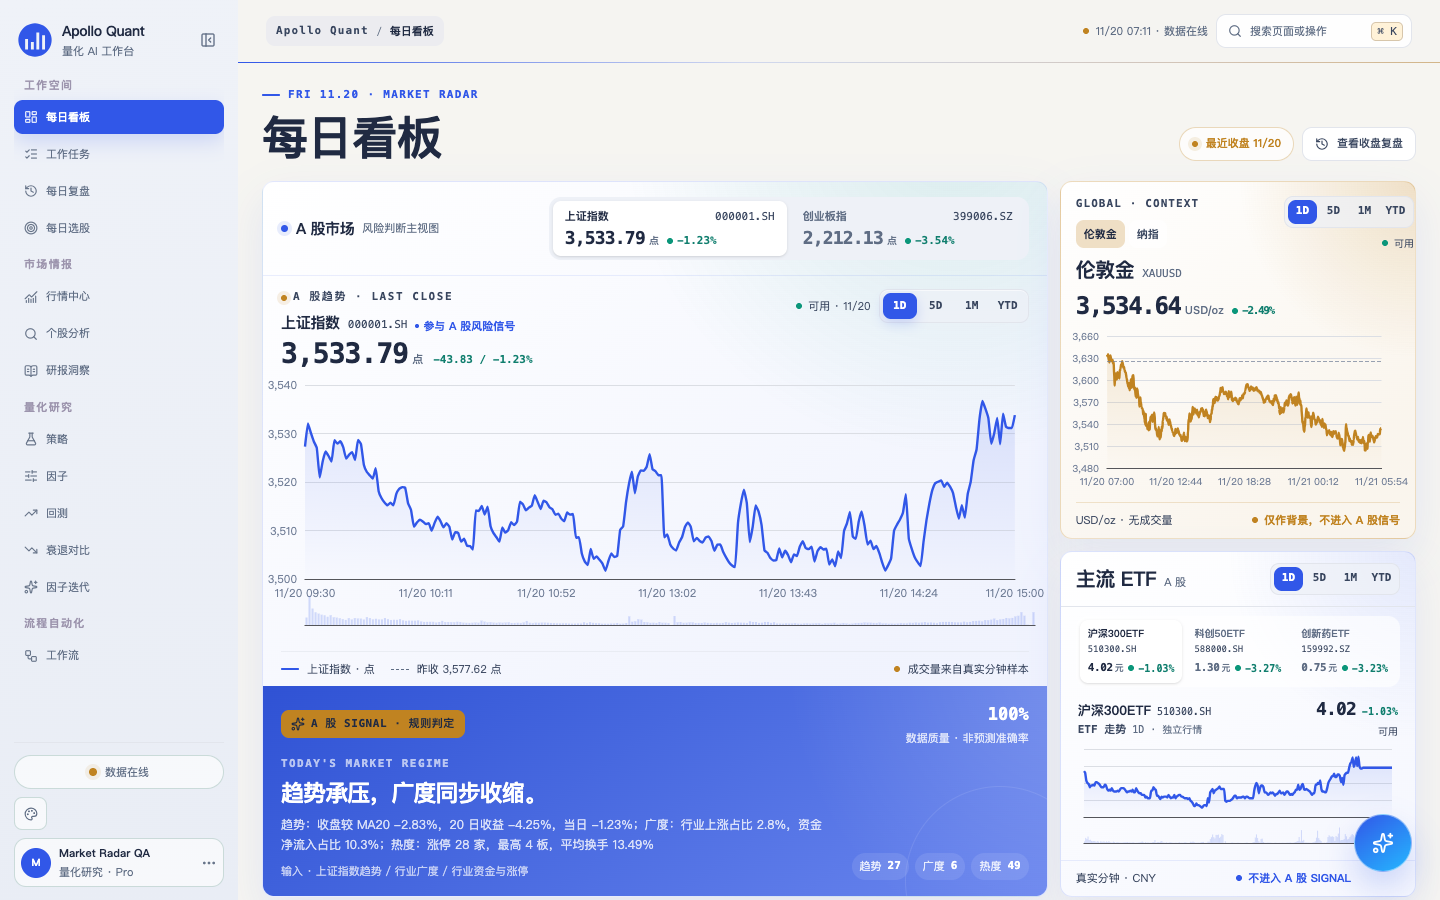 Apollo Quant
量化 AI 工作台
工作空间
每日看板
工作任务
每日复盘
每日选股
市场情报
行情中心
个股分析
研报洞察
量化研究
策略
因子
回测
衰退对比
因子迭代
流程自动化
工作流
数据在线
M
Market Radar QA
量化研究 · Pro
Apollo Quant / 每日看板
11/20 07:11 · 数据在线
搜索页面或操作
⌘ K
FRI 11.20 · MARKET RADAR
每日看板
最近收盘 11/20
查看收盘复盘
A 股市场 风险判断主视图
上证指数 000001.SH
3,533.79 点 −1.23%
创业板指 399006.SZ
2,212.13 点 −3.54%
A 股趋势 · LAST CLOSE
可用 · 11/20
1D 5D 1M YTD
上证指数 000001.SH 参与 A 股风险信号
3,533.79 点 −43.83 / −1.23%
3,540
3,530
3,520
3,510
3,500
11/20 09:30 11/20 10:11 11/20 10:52 11/20 13:02 11/20 13:43 11/20 14:24 11/20 15:00
上证指数 · 点 昨收 3,577.62 点
成交量来自真实分钟样本
A 股 SIGNAL · 规则判定
100%
数据质量 · 非预测准确率
TODAY'S MARKET REGIME
趋势承压，广度同步收缩。
趋势：收盘较 MA20 −2.83%，20 日收益 −4.25%，当日 −1.23%；广度：行业上涨占比 2.8%，资金
净流入占比 10.3%；热度：涨停 28 家，最高 4 板，平均换手 13.49%
输入 · 上证指数趋势 / 行业广度 / 行业资金与涨停
趋势 27 广度 6 热度 49
GLOBAL · CONTEXT
1D 5D 1M YTD
伦敦金 纳指
可用
伦敦金 XAUUSD
3,534.64 USD/oz −2.49%
3,660
3,630
3,600
3,570
3,540
3,510
3,480
11/20 07:00 11/20 12:44 11/20 18:28 11/21 00:12 11/21 05:54
USD/oz · 无成交量
仅作背景，不进入 A 股信号
主流 ETF A 股
1D 5D 1M YTD
沪深300ETF
510300.SH
4.02 元 −1.03%
科创50ETF
588000.SH
1.30 元 −3.27%
创新药ETF
159992.SZ
0.75 元 −3.23%
沪深300ETF 510300.SH
4.02 −1.03%
ETF 走势 1D · 独立行情
可用
真实分钟 · CNY
不进入 A 股 SIGNAL